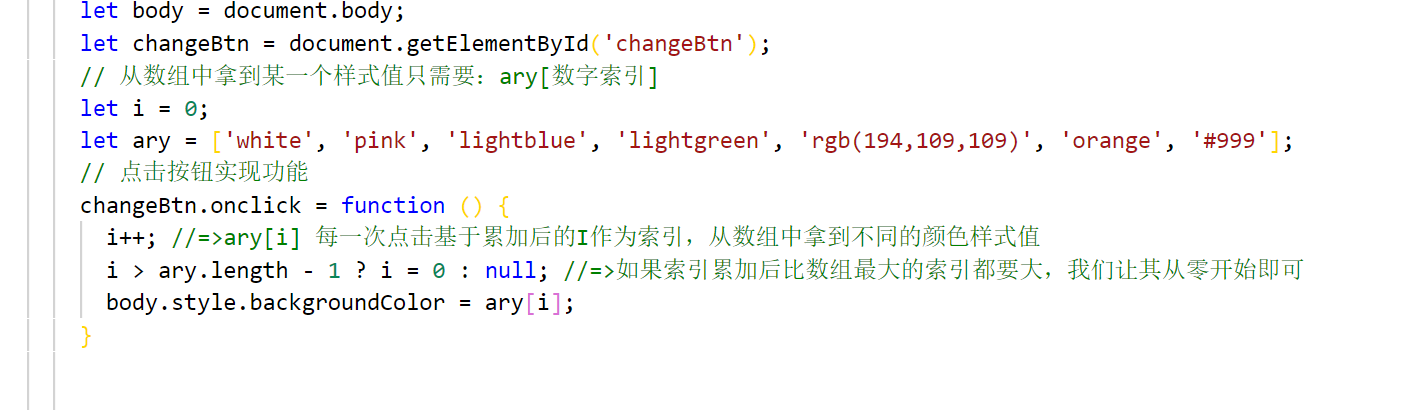 let body = document.body;
let changeBtn = document.getElementById('changeBtn');
// 从数组中拿到某一个样式值只需要：ary[数字索引]
let i = 0;
let ary = ['white', 'pink', 'lightblue', 'lightgreen', 'rgb(194,109,109)', 'orange', '#999'];
// 点击按钮实现功能
changeBtn.onclick = function () {
i++; //=>ary[i] 每一次点击基于累加后的I作为索引，从数组中拿到不同的颜色样式值
i > ary.length - 1 ? i = 0 : null; //=>如果索引累加后比数组最大的索引都要大，我们让其从零开始即可
body.style.backgroundColor = ary[i];
}